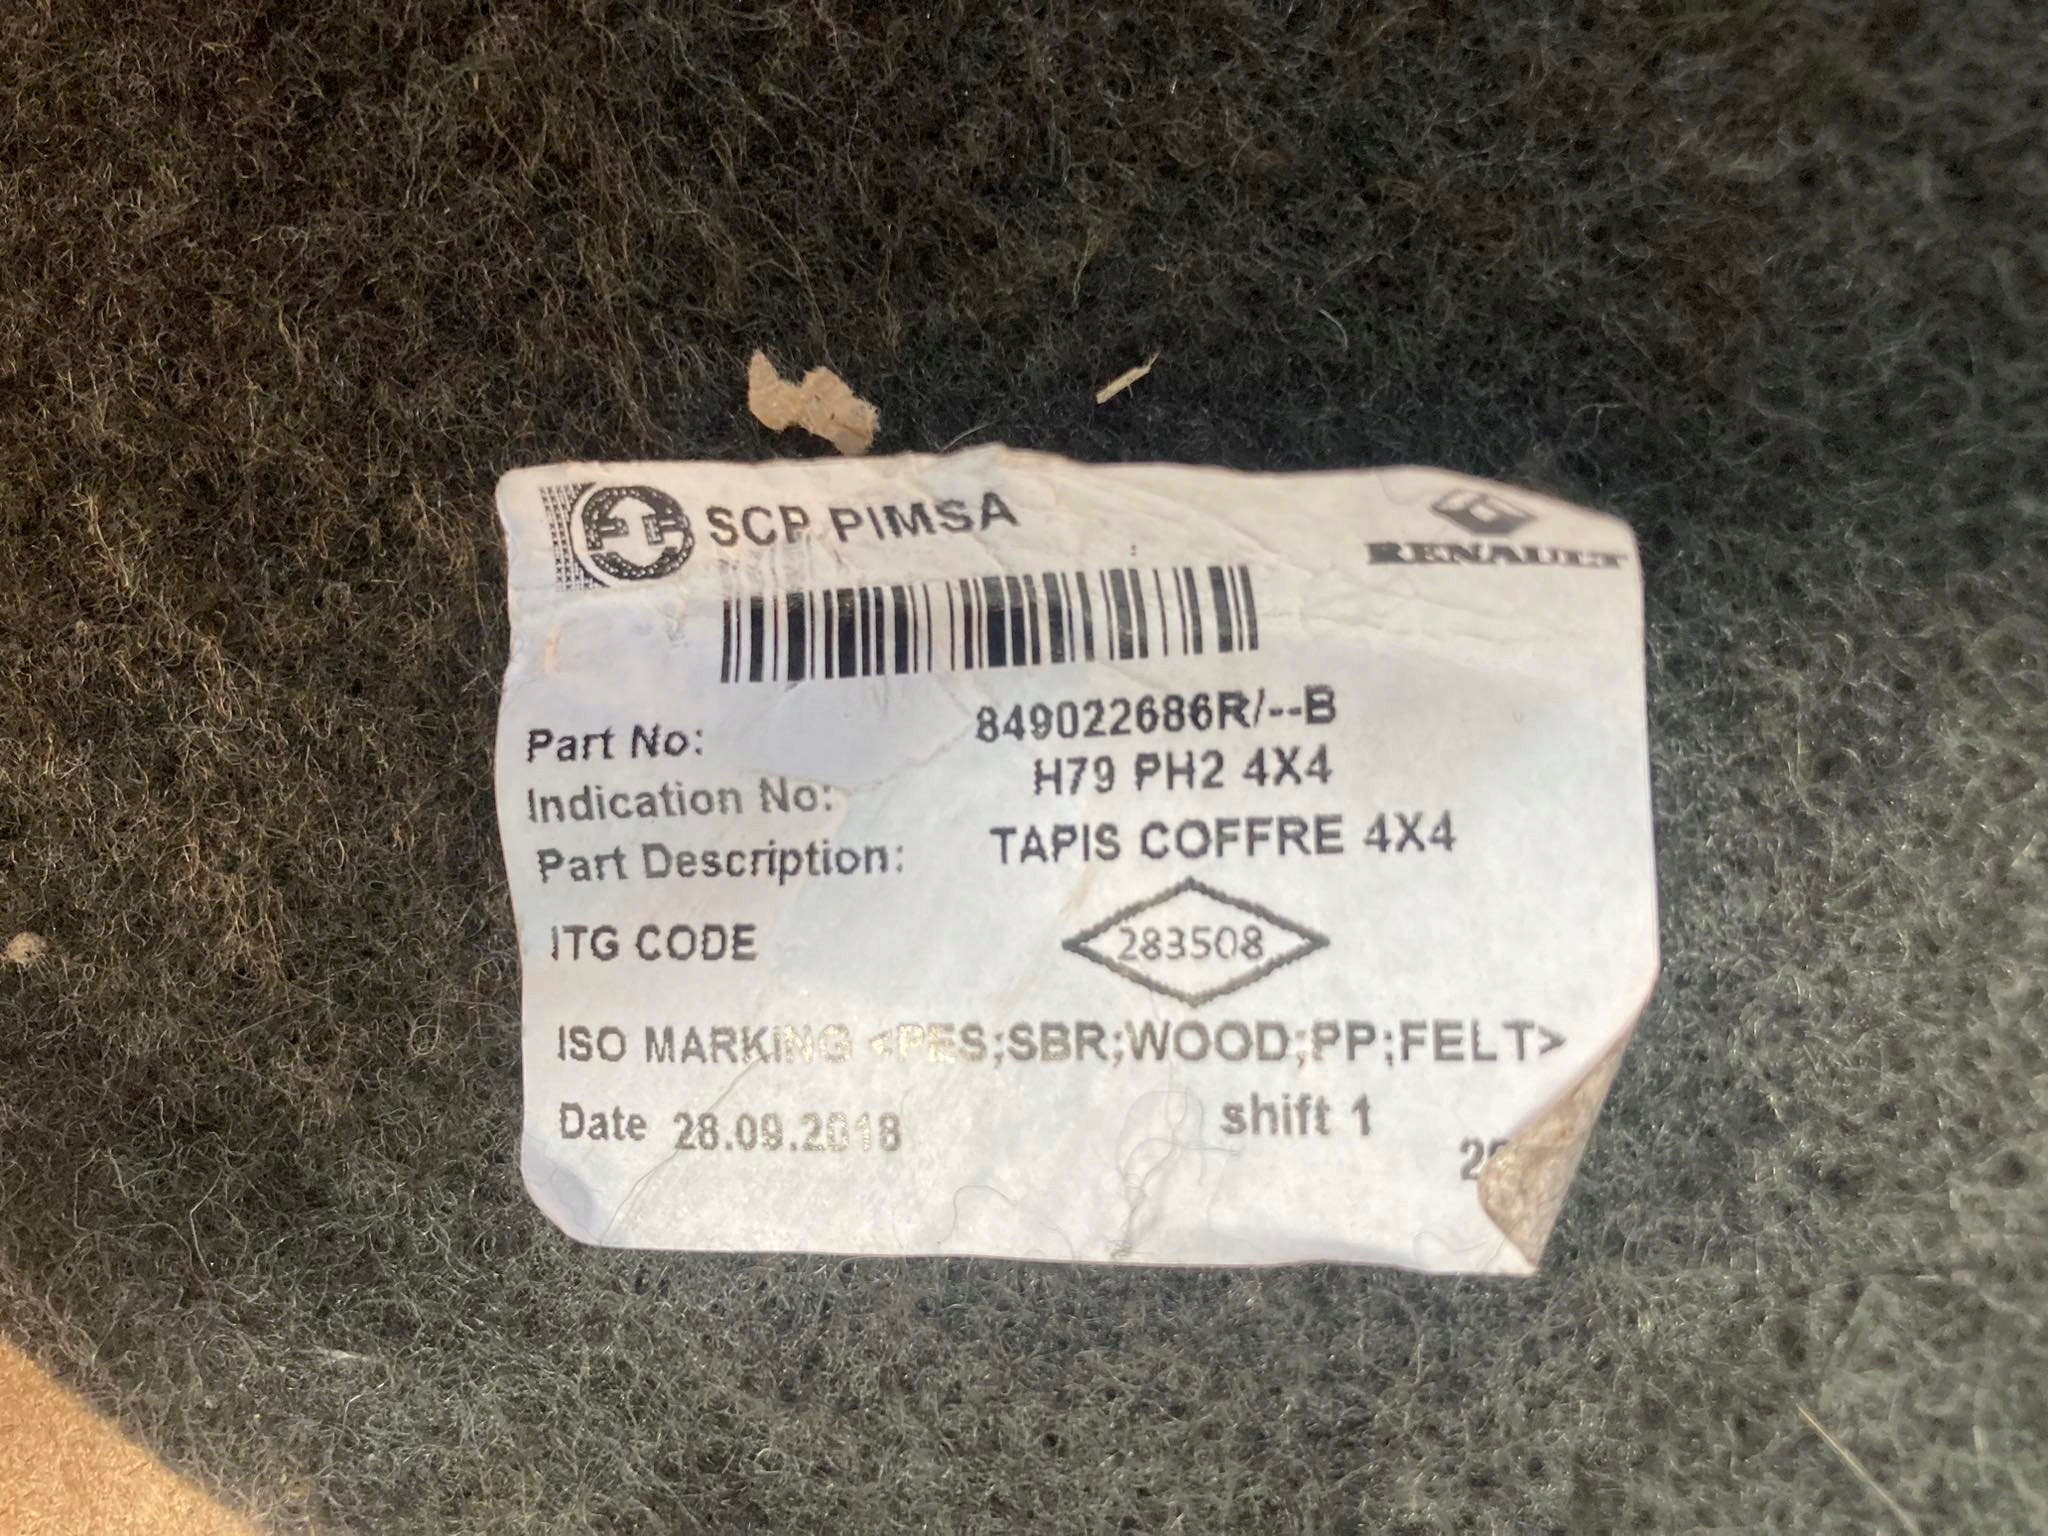 SCP PIMSA
RENAULT
Part No: 849022686R/--B
Indication No: H79 PH2 4X4
Part Description: TAPIS COFFRE 4X4
ITG CODE 283508
ISO MARKING <PES;SBR;WOOD;PP;FELT>
Date 28.09.2018 shift 1